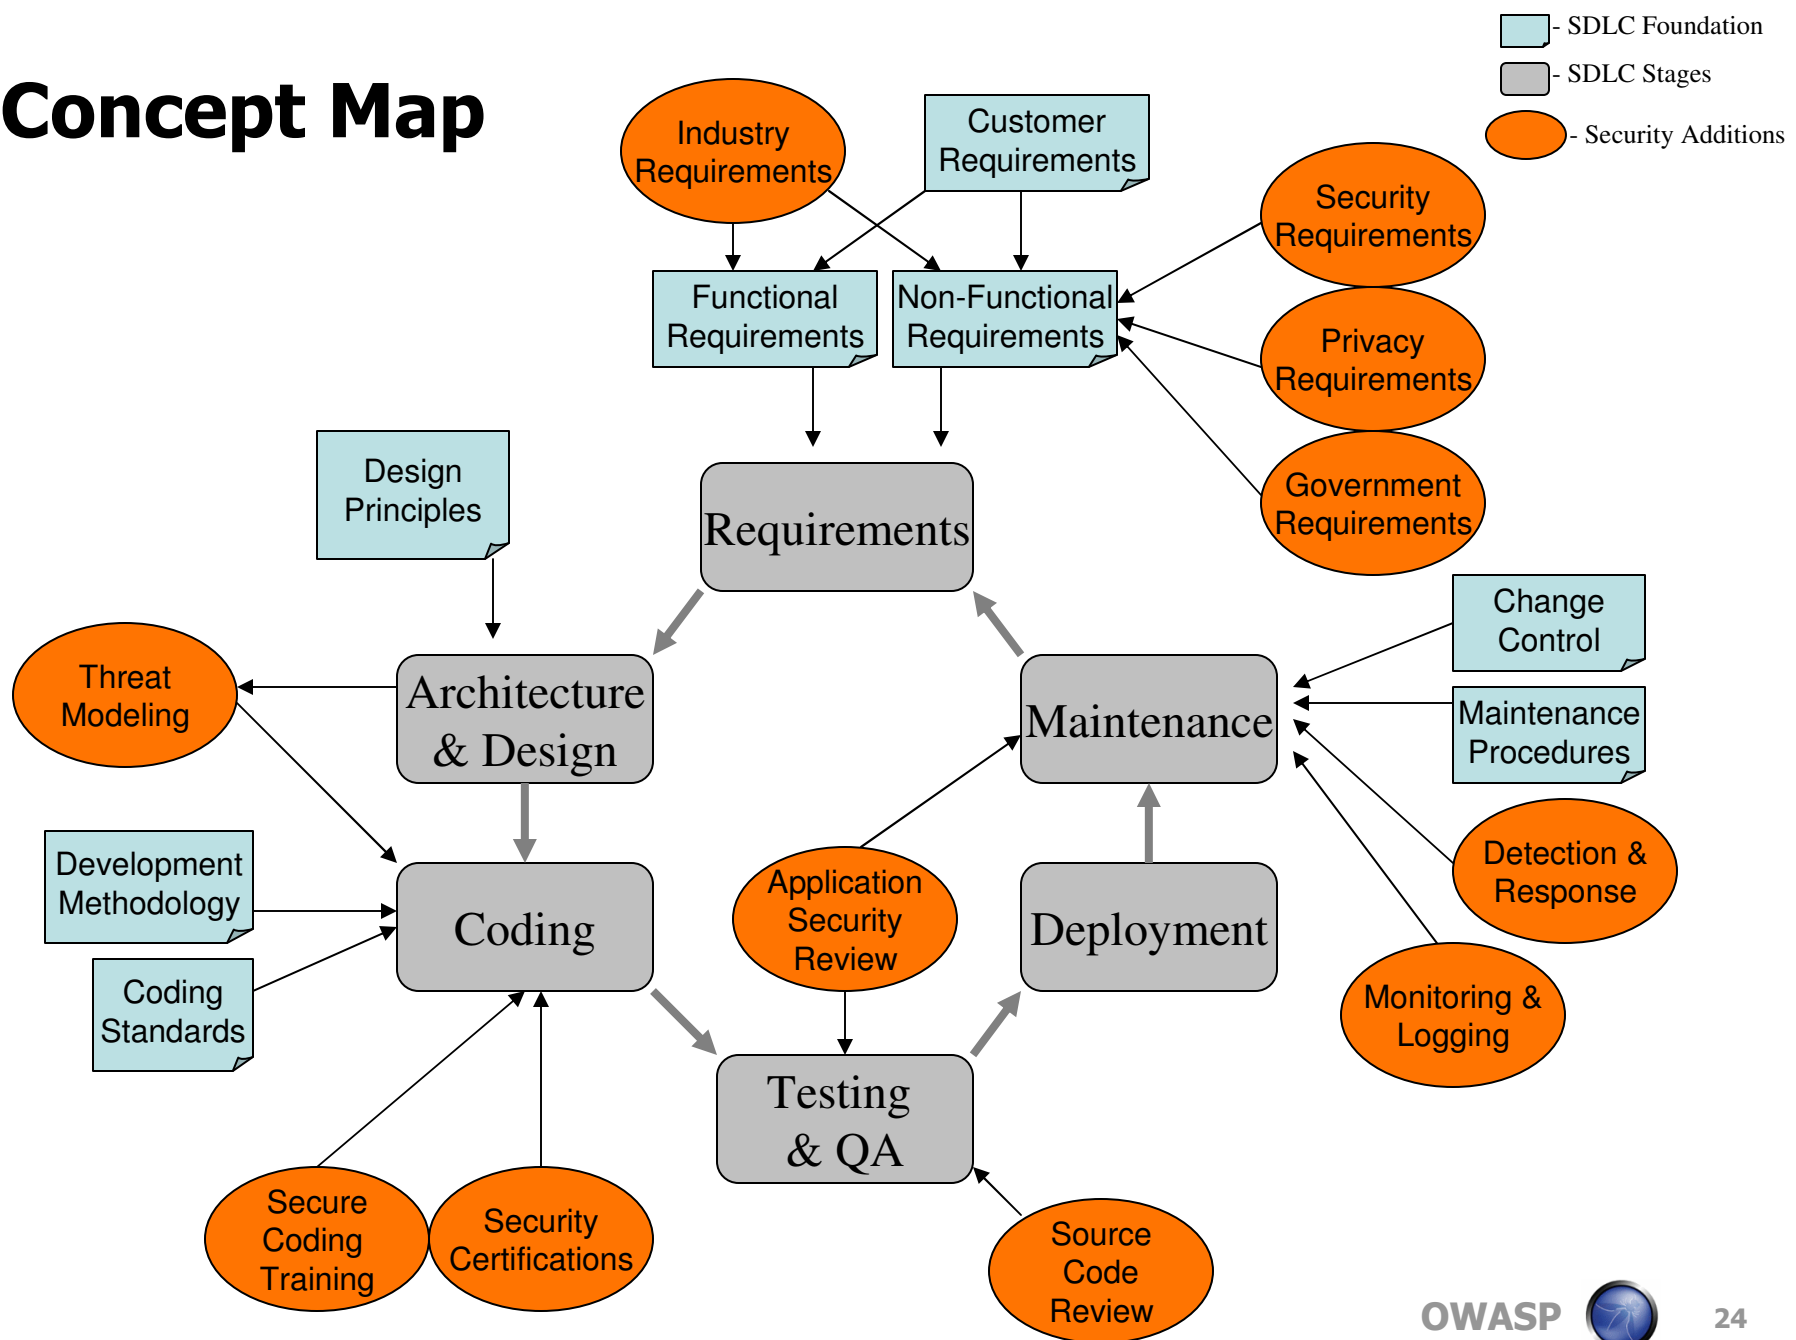 - SDLC Foundation
- SDLC Stages
- Security Additions
Concept Map
Industry
Requirements
Customer
Requirements
Security
Requirements
Functional
Requirements
Non-Functional
Requirements
Privacy
Requirements
Government
Requirements
Design
Principles
Requirements
Change
Control
Threat
Modeling
Architecture
& Design
Maintenance
Maintenance
Procedures
Development
Methodology
Coding
Application
Security
Review
Deployment
Detection &
Response
Coding
Standards
Monitoring &
Logging
Testing
& QA
Secure
Coding
Training
Security
Certifications
Source
Code
Review
OWASP
24